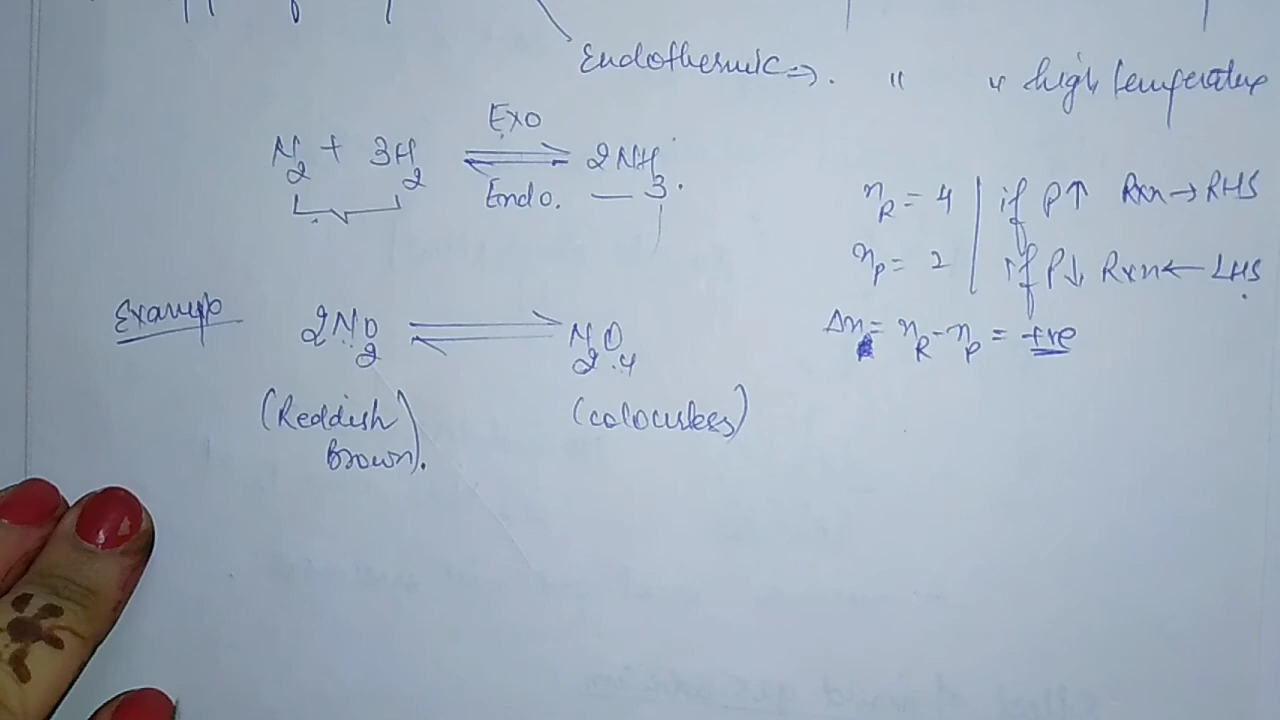 Endothermic ⇒. " " high temperature
Exo
N2 + 3H2 ⇌ 2NH3.
Endo.
nR = 4 | if P↑ Rxn → RHS
nP = 2 | if P↓ Rxn ← LHS.
Δn = nR - nP = +ve
Example 2NO2 ⇌ N2O4
(Reddish Brown). (colourless)